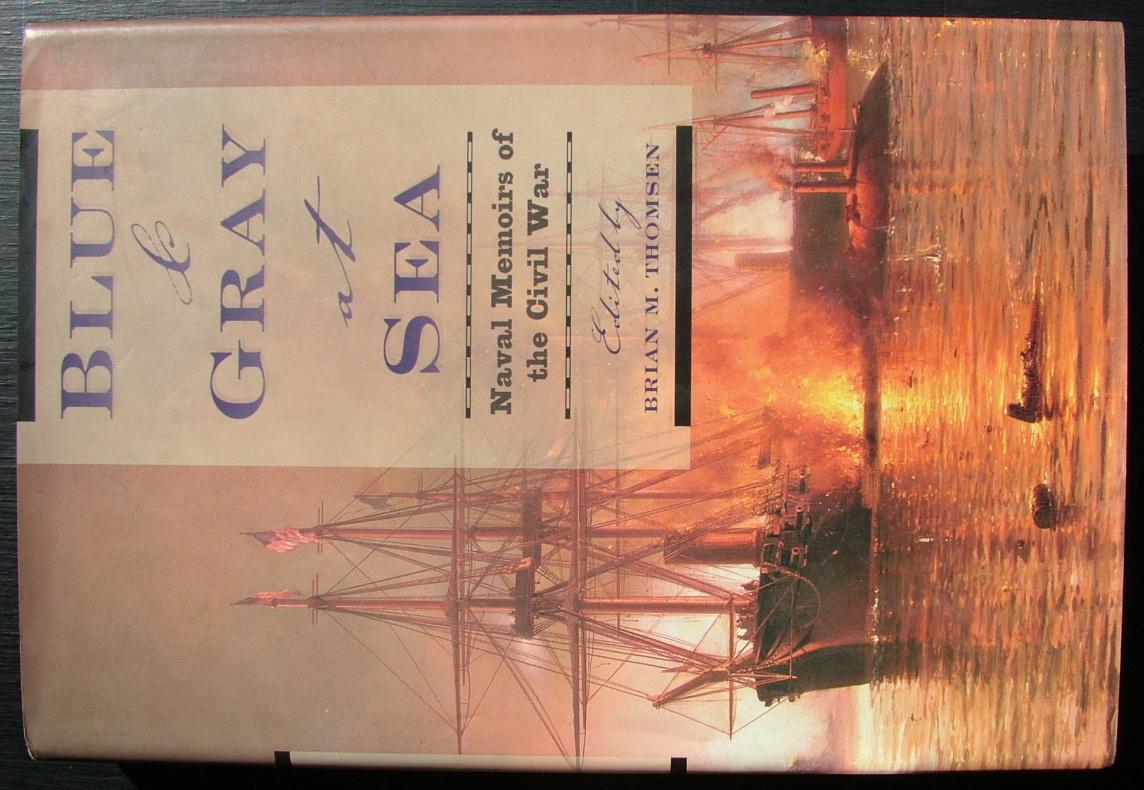 BLUE
&
GRAY
at
SEA
Naval Memoirs of
the Civil War
Edited by
BRIAN M. THOMSEN